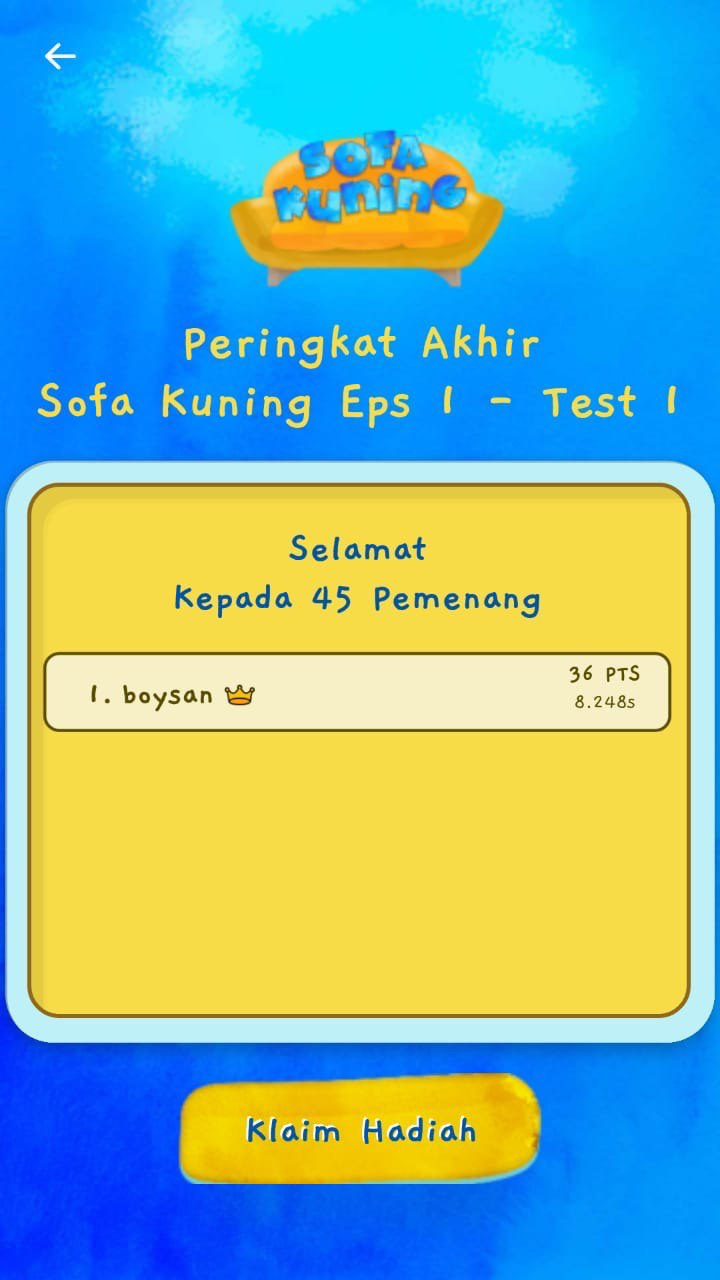 SOFA
KUNING
Peringkat Akhir
Sofa Kuning Eps 1 - Test 1
Selamat
Kepada 45 Pemenang
1. boysan
36 PTS
8.248s
Klaim Hadiah